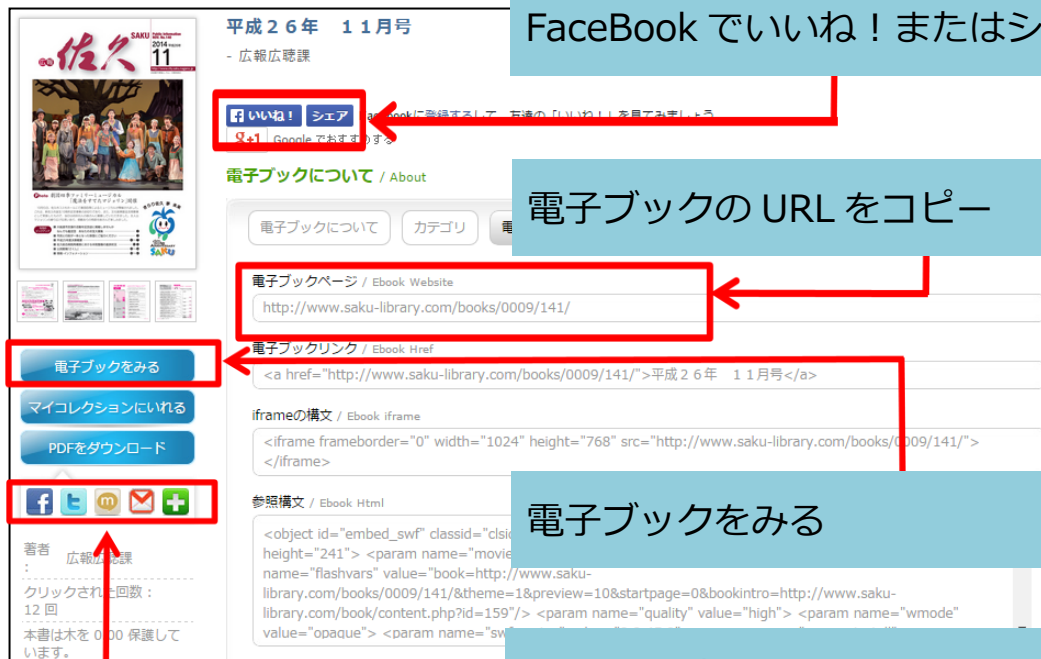 広報 佐久
SAKU
2014
11
平成２６年　１１月号
- 広報広聴課
FaceBook でいいね！またはシ
いいね！ シェア
に登録するして、友達の「いいね！」を見てみましょう
g+1 Google でおすすめする
電子ブックについて / About
電子ブックについて カテゴリ 電
電子ブックの URL をコピー
電子ブックページ / Ebook Website
http://www.saku-library.com/books/0009/141/
電子ブックリンク / Ebook Href
<a href="http://www.saku-library.com/books/0009/141/">平成２６年　１１月号</a>
iframeの構文 / Ebook iframe
<iframe frameborder="0" width="1024" height="768" src="http://www.saku-library.com/books/0009/141/">
</iframe>
参照構文 / Ebook Html
<object id="embed_swf" classid="clsid
height="241"> <param name="movie
name="flashvars" value="book=http://www.saku-
library.com/books/0009/141/&theme=1&preview=10&startpage=0&bookintro=http://www.saku-
library.com/book/content.php?id=159"/> <param name="quality" value="high"> <param name="wmode"
value="opaque"> <param name="sw
電子ブックをみる
電子ブックをみる
マイコレクションにいれる
PDFをダウンロード
著者
:
広報広聴課
クリックされた回数：
12 回
本書は木を 0.00 保護して
います。